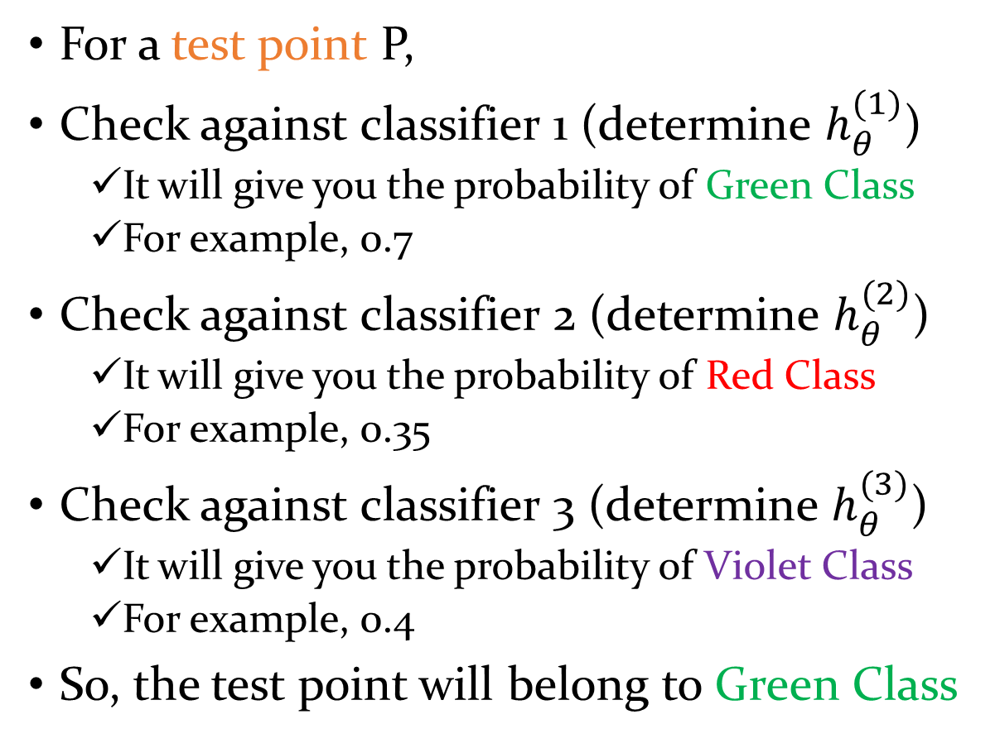 • For a test point P,
• Check against classifier 1 (determine $h_\theta^{(1)}$)
✓It will give you the probability of Green Class
✓For example, 0.7
• Check against classifier 2 (determine $h_\theta^{(2)}$)
✓It will give you the probability of Red Class
✓For example, 0.35
• Check against classifier 3 (determine $h_\theta^{(3)}$)
✓It will give you the probability of Violet Class
✓For example, 0.4
• So, the test point will belong to Green Class